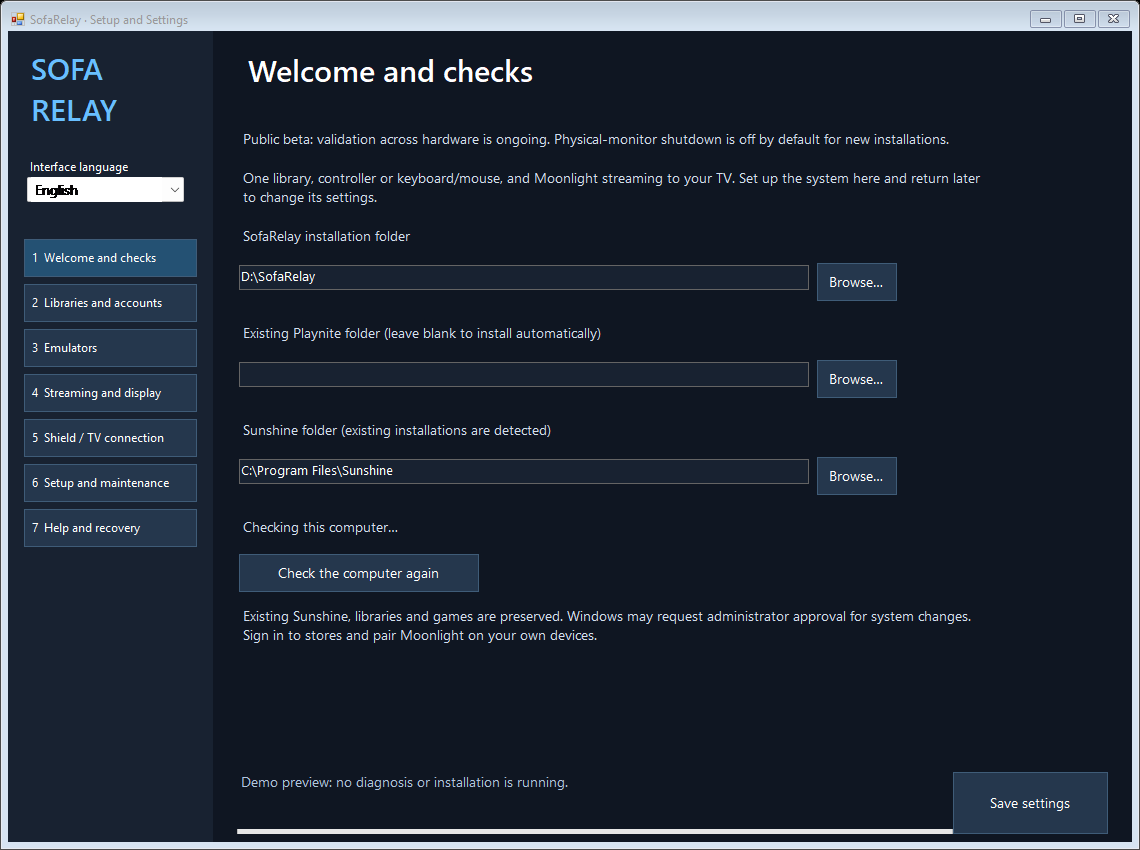 SofaRelay - Setup and Settings
SOFA
RELAY
Interface language
English
1 Welcome and checks
2 Libraries and accounts
3 Emulators
4 Streaming and display
5 Shield / TV connection
6 Setup and maintenance
7 Help and recovery
Welcome and checks
Public beta: validation across hardware is ongoing. Physical-monitor shutdown is off by default for new installations.
One library, controller or keyboard/mouse, and Moonlight streaming to your TV. Set up the system here and return later
to change its settings.
SofaRelay installation folder
D:\SofaRelay
Browse...
Existing Playnite folder (leave blank to install automatically)
Browse...
Sunshine folder (existing installations are detected)
C:\Program Files\Sunshine
Browse...
Checking this computer...
Check the computer again
Existing Sunshine, libraries and games are preserved. Windows may request administrator approval for system changes.
Sign in to stores and pair Moonlight on your own devices.
Demo preview: no diagnosis or installation is running.
Save settings